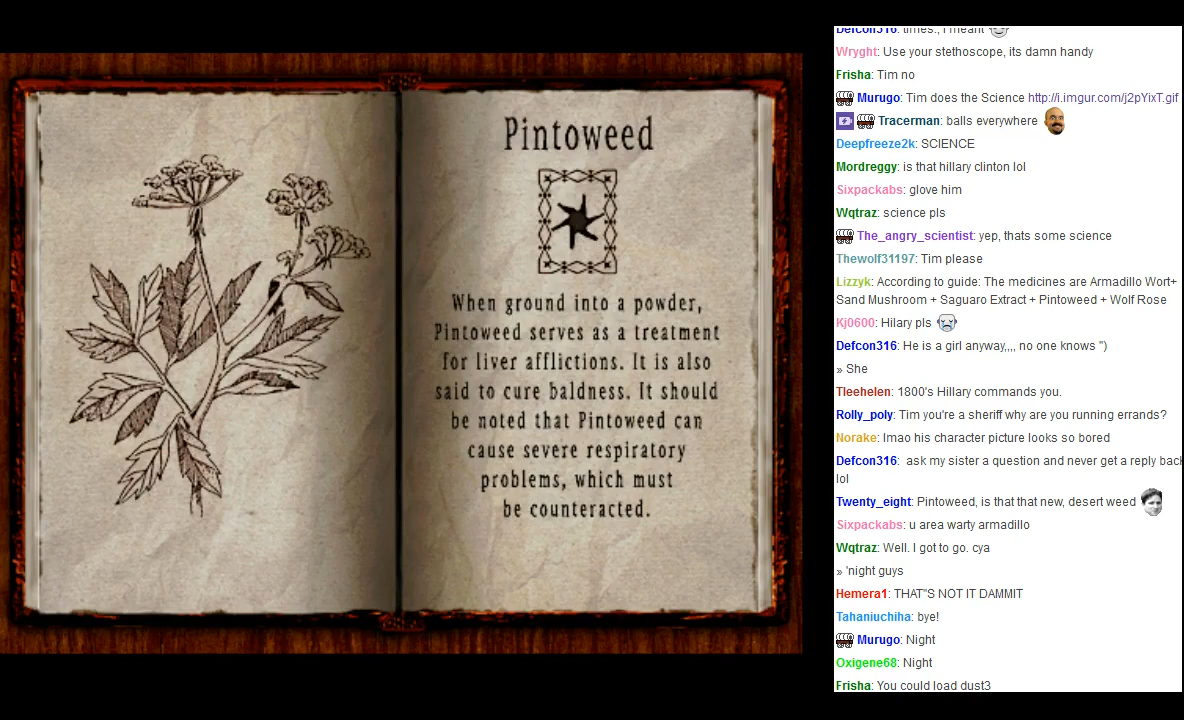 Pintoweed
When ground into a powder,
Pintoweed serves as a treatment
for liver afflictions. It is also
said to cure baldness. It should
be noted that Pintoweed can
cause severe respiratory
problems, which must
be counteracted.
Defcon316: times., I meant
Wryght: Use your stethoscope, its damn handy
Frisha: Tim no
Murugo: Tim does the Science http://i.imgur.com/j2pYixT.gif
Tracerman: balls everywhere
Deepfreeze2k: SCIENCE
Mordreggy: is that hillary clinton lol
Sixpackabs: glove him
Wqtraz: science pls
The_angry_scientist: yep, thats some science
Thewolf31197: Tim please
Lizzyk: According to guide: The medicines are Armadillo Wort+
Sand Mushroom + Saguaro Extract + Pintoweed + Wolf Rose
Kj0600: Hilary pls
Defcon316: He is a girl anyway,,,, no one knows ")
» She
Tleehelen: 1800's Hillary commands you.
Rolly_poly: Tim you're a sheriff why are you running errands?
Norake: lmao his character picture looks so bored
Defcon316: ask my sister a question and never get a reply back
lol
Twenty_eight: Pintoweed, is that that new, desert weed
Sixpackabs: u area warty armadillo
Wqtraz: Well. I got to go. cya
» 'night guys
Hemera1: THAT"S NOT IT DAMMIT
Tahaniuchiha: bye!
Murugo: Night
Oxigene68: Night
Frisha: You could load dust3